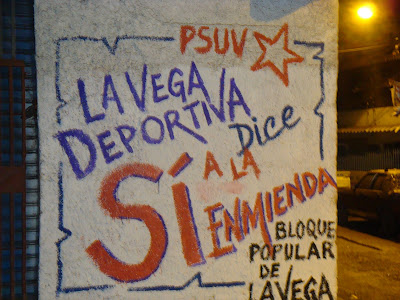 PSUV
LA VEGA
DEPORTIVA
Dice
SÍ A LA
ENMIENDA
BLOQUE
POPULAR
DE
LA VEGA